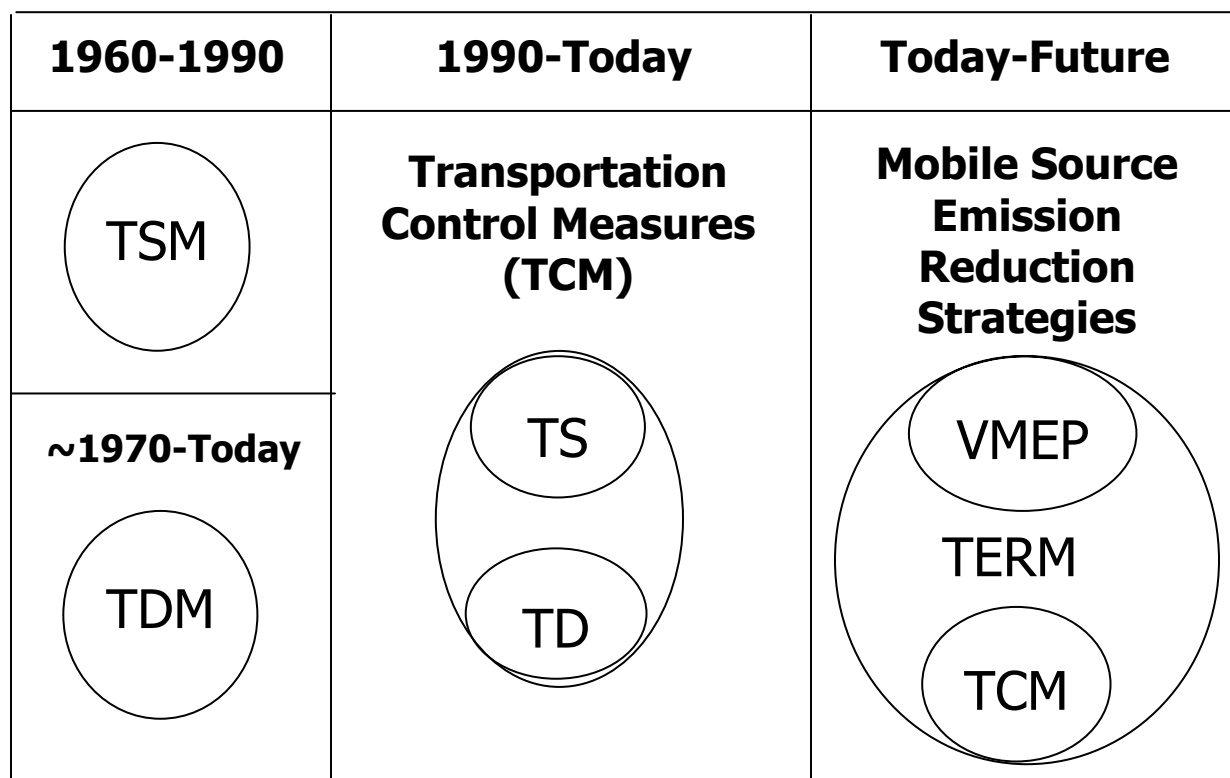 1960-1990
1990-Today
Today-Future
TSM
~1970-Today
TDM
Transportation
Control Measures
(TCM)
TS
TD
Mobile Source
Emission
Reduction
Strategies
VMEP
TERM
TCM